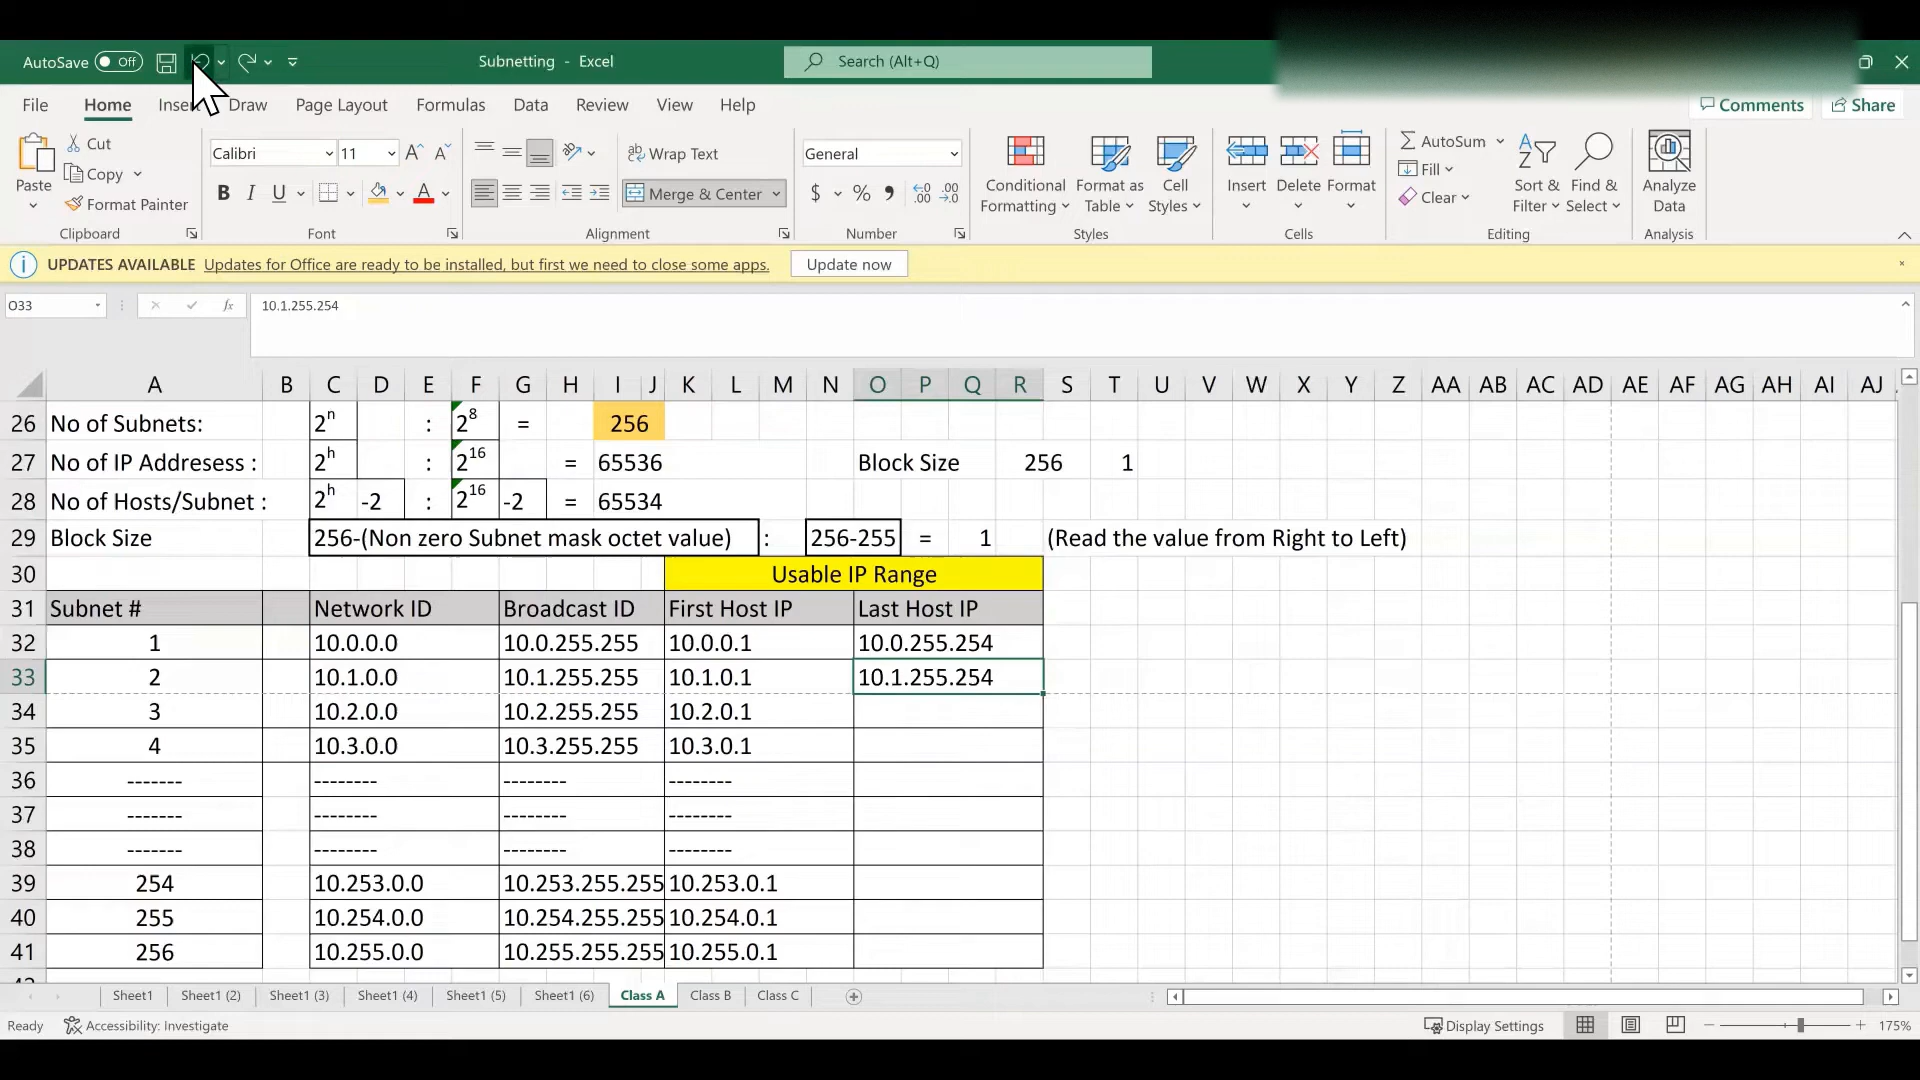 AutoSave Off Subnetting - Excel Search (Alt+Q)
File Home Insert Draw Page Layout Formulas Data Review View Help Comments Share
Paste Cut Copy Format Painter Clipboard
Calibri 11 B I U A Font
Wrap Text Merge & Center Alignment
General $ % Number
Conditional Formatting Format as Table Cell Styles Styles
Insert Delete Format Cells
AutoSum Fill Clear Sort & Filter Find & Select Editing
Analyze Data Analysis
UPDATES AVAILABLE Updates for Office are ready to be installed, but first we need to close some apps. Update now
O33 fx 10.1.255.254
A B C D E F G H I J K L M N O P Q R S T U V W X Y Z AA AB AC AD AE AF AG AH AI AJ
26 No of Subnets: 2ⁿ : 2⁸ = 256
27 No of IP Addresess : 2ʰ : 2¹⁶ = 65536 Block Size 256 1
28 No of Hosts/Subnet : 2ʰ -2 : 2¹⁶ -2 = 65534
29 Block Size 256-(Non zero Subnet mask octet value) : 256-255 = 1 (Read the value from Right to Left)
30 Usable IP Range
31 Subnet # Network ID Broadcast ID First Host IP Last Host IP
32 1 10.0.0.0 10.0.255.255 10.0.0.1 10.0.255.254
33 2 10.1.0.0 10.1.255.255 10.1.0.1 10.1.255.254
34 3 10.2.0.0 10.2.255.255 10.2.0.1
35 4 10.3.0.0 10.3.255.255 10.3.0.1
36 ------- -------- -------- --------
37 ------- -------- -------- --------
38 ------- -------- -------- --------
39 254 10.253.0.0 10.253.255.255 10.253.0.1
40 255 10.254.0.0 10.254.255.255 10.254.0.1
41 256 10.255.0.0 10.255.255.255 10.255.0.1
Sheet1 Sheet1 (2) Sheet1 (3) Sheet1 (4) Sheet1 (5) Sheet1 (6) Class A Class B Class C
Ready Accessibility: Investigate Display Settings 175%